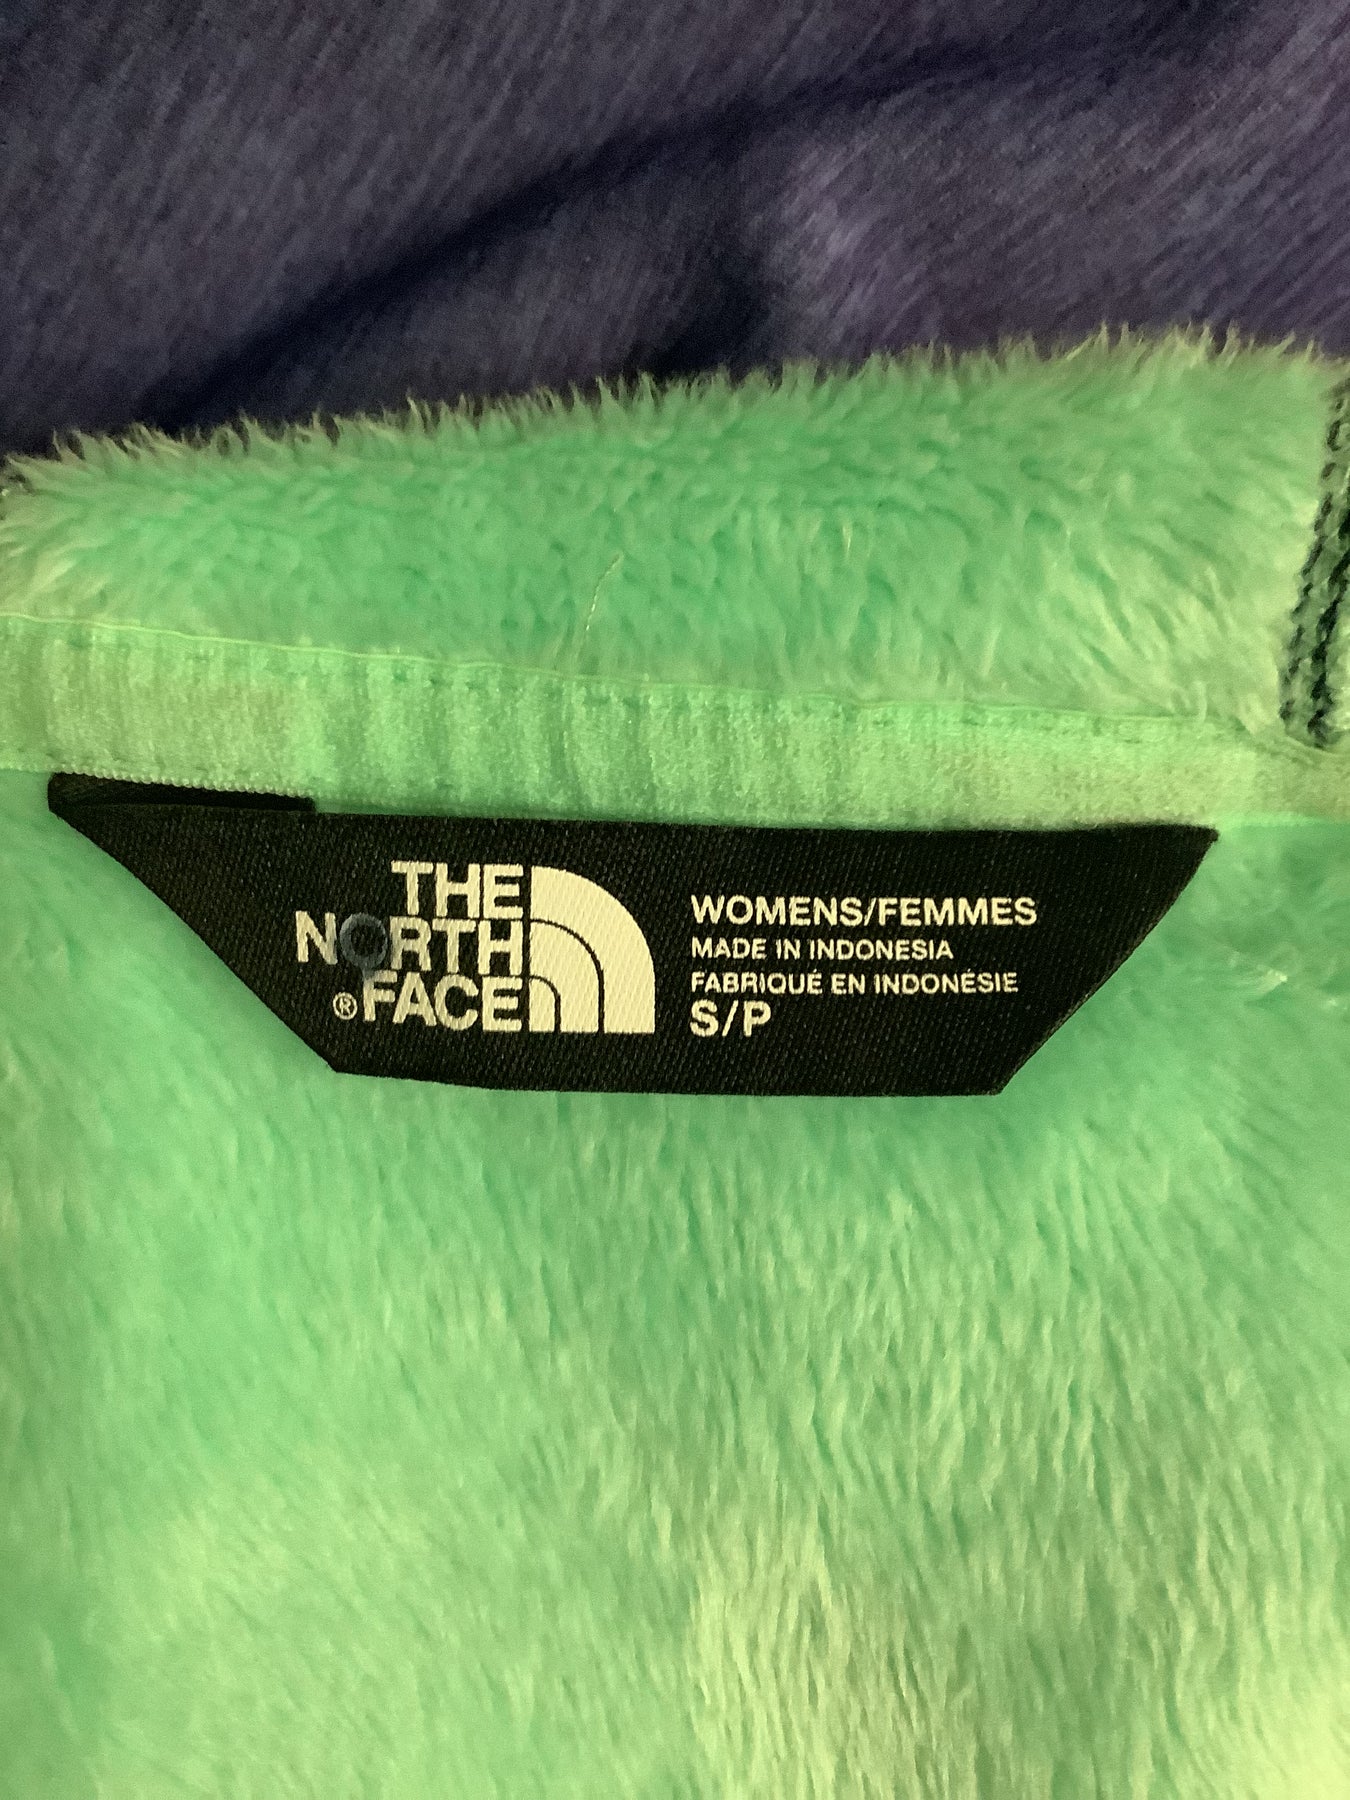 THE
NORTH
®FACE
WOMENS/FEMMES
MADE IN INDONESIA
FABRIQUÉ EN INDONÉSIE
S/P